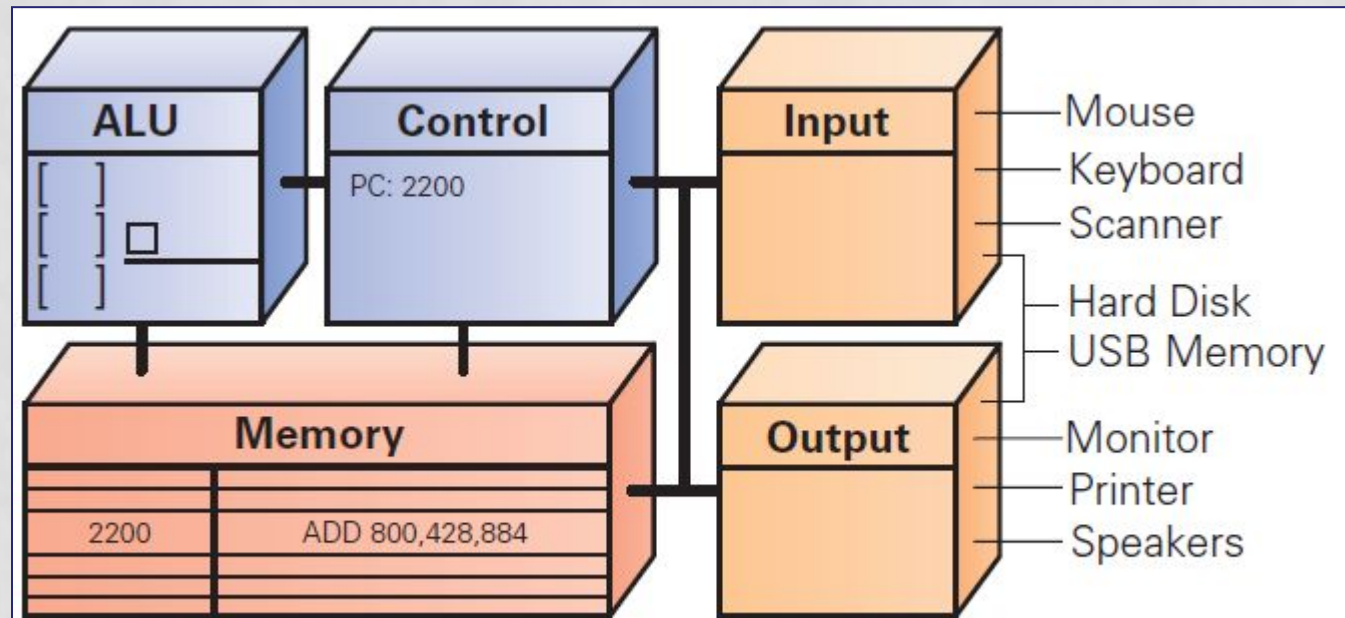 ALU
[ ]
[ ]
[ ]
Control
PC: 2200
Input
Mouse
Keyboard
Scanner
Hard Disk
USB Memory
Memory
2200 ADD 800,428,884
Output
Monitor
Printer
Speakers